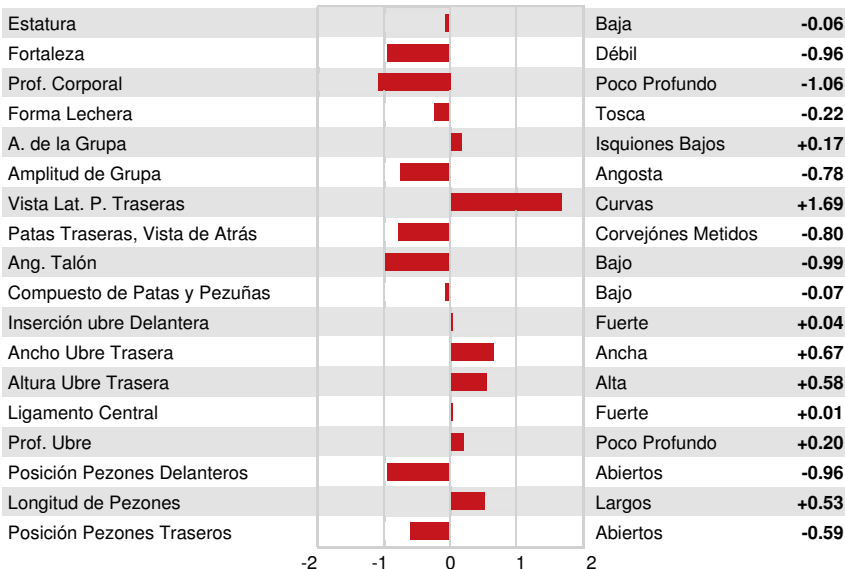 Estatura Baja -0.06
Fortaleza Débil -0.96
Prof. Corporal Poco Profundo -1.06
Forma Lechera Tosca -0.22
A. de la Grupa Isquiones Bajos +0.17
Amplitud de Grupa Angosta -0.78
Vista Lat. P. Traseras Curvas +1.69
Patas Traseras, Vista de Atrás Corvejónes Metidos -0.80
Ang. Talón Bajo -0.99
Compuesto de Patas y Pezuñas Bajo -0.07
Inserción ubre Delantera Fuerte +0.04
Ancho Ubre Trasera Ancha +0.67
Altura Ubre Trasera Alta +0.58
Ligamento Central Fuerte +0.01
Prof. Ubre Poco Profundo +0.20
Posición Pezones Delanteros Abiertos -0.96
Longitud de Pezones Largos +0.53
Posición Pezones Traseros Abiertos -0.59
-2 -1 0 1 2